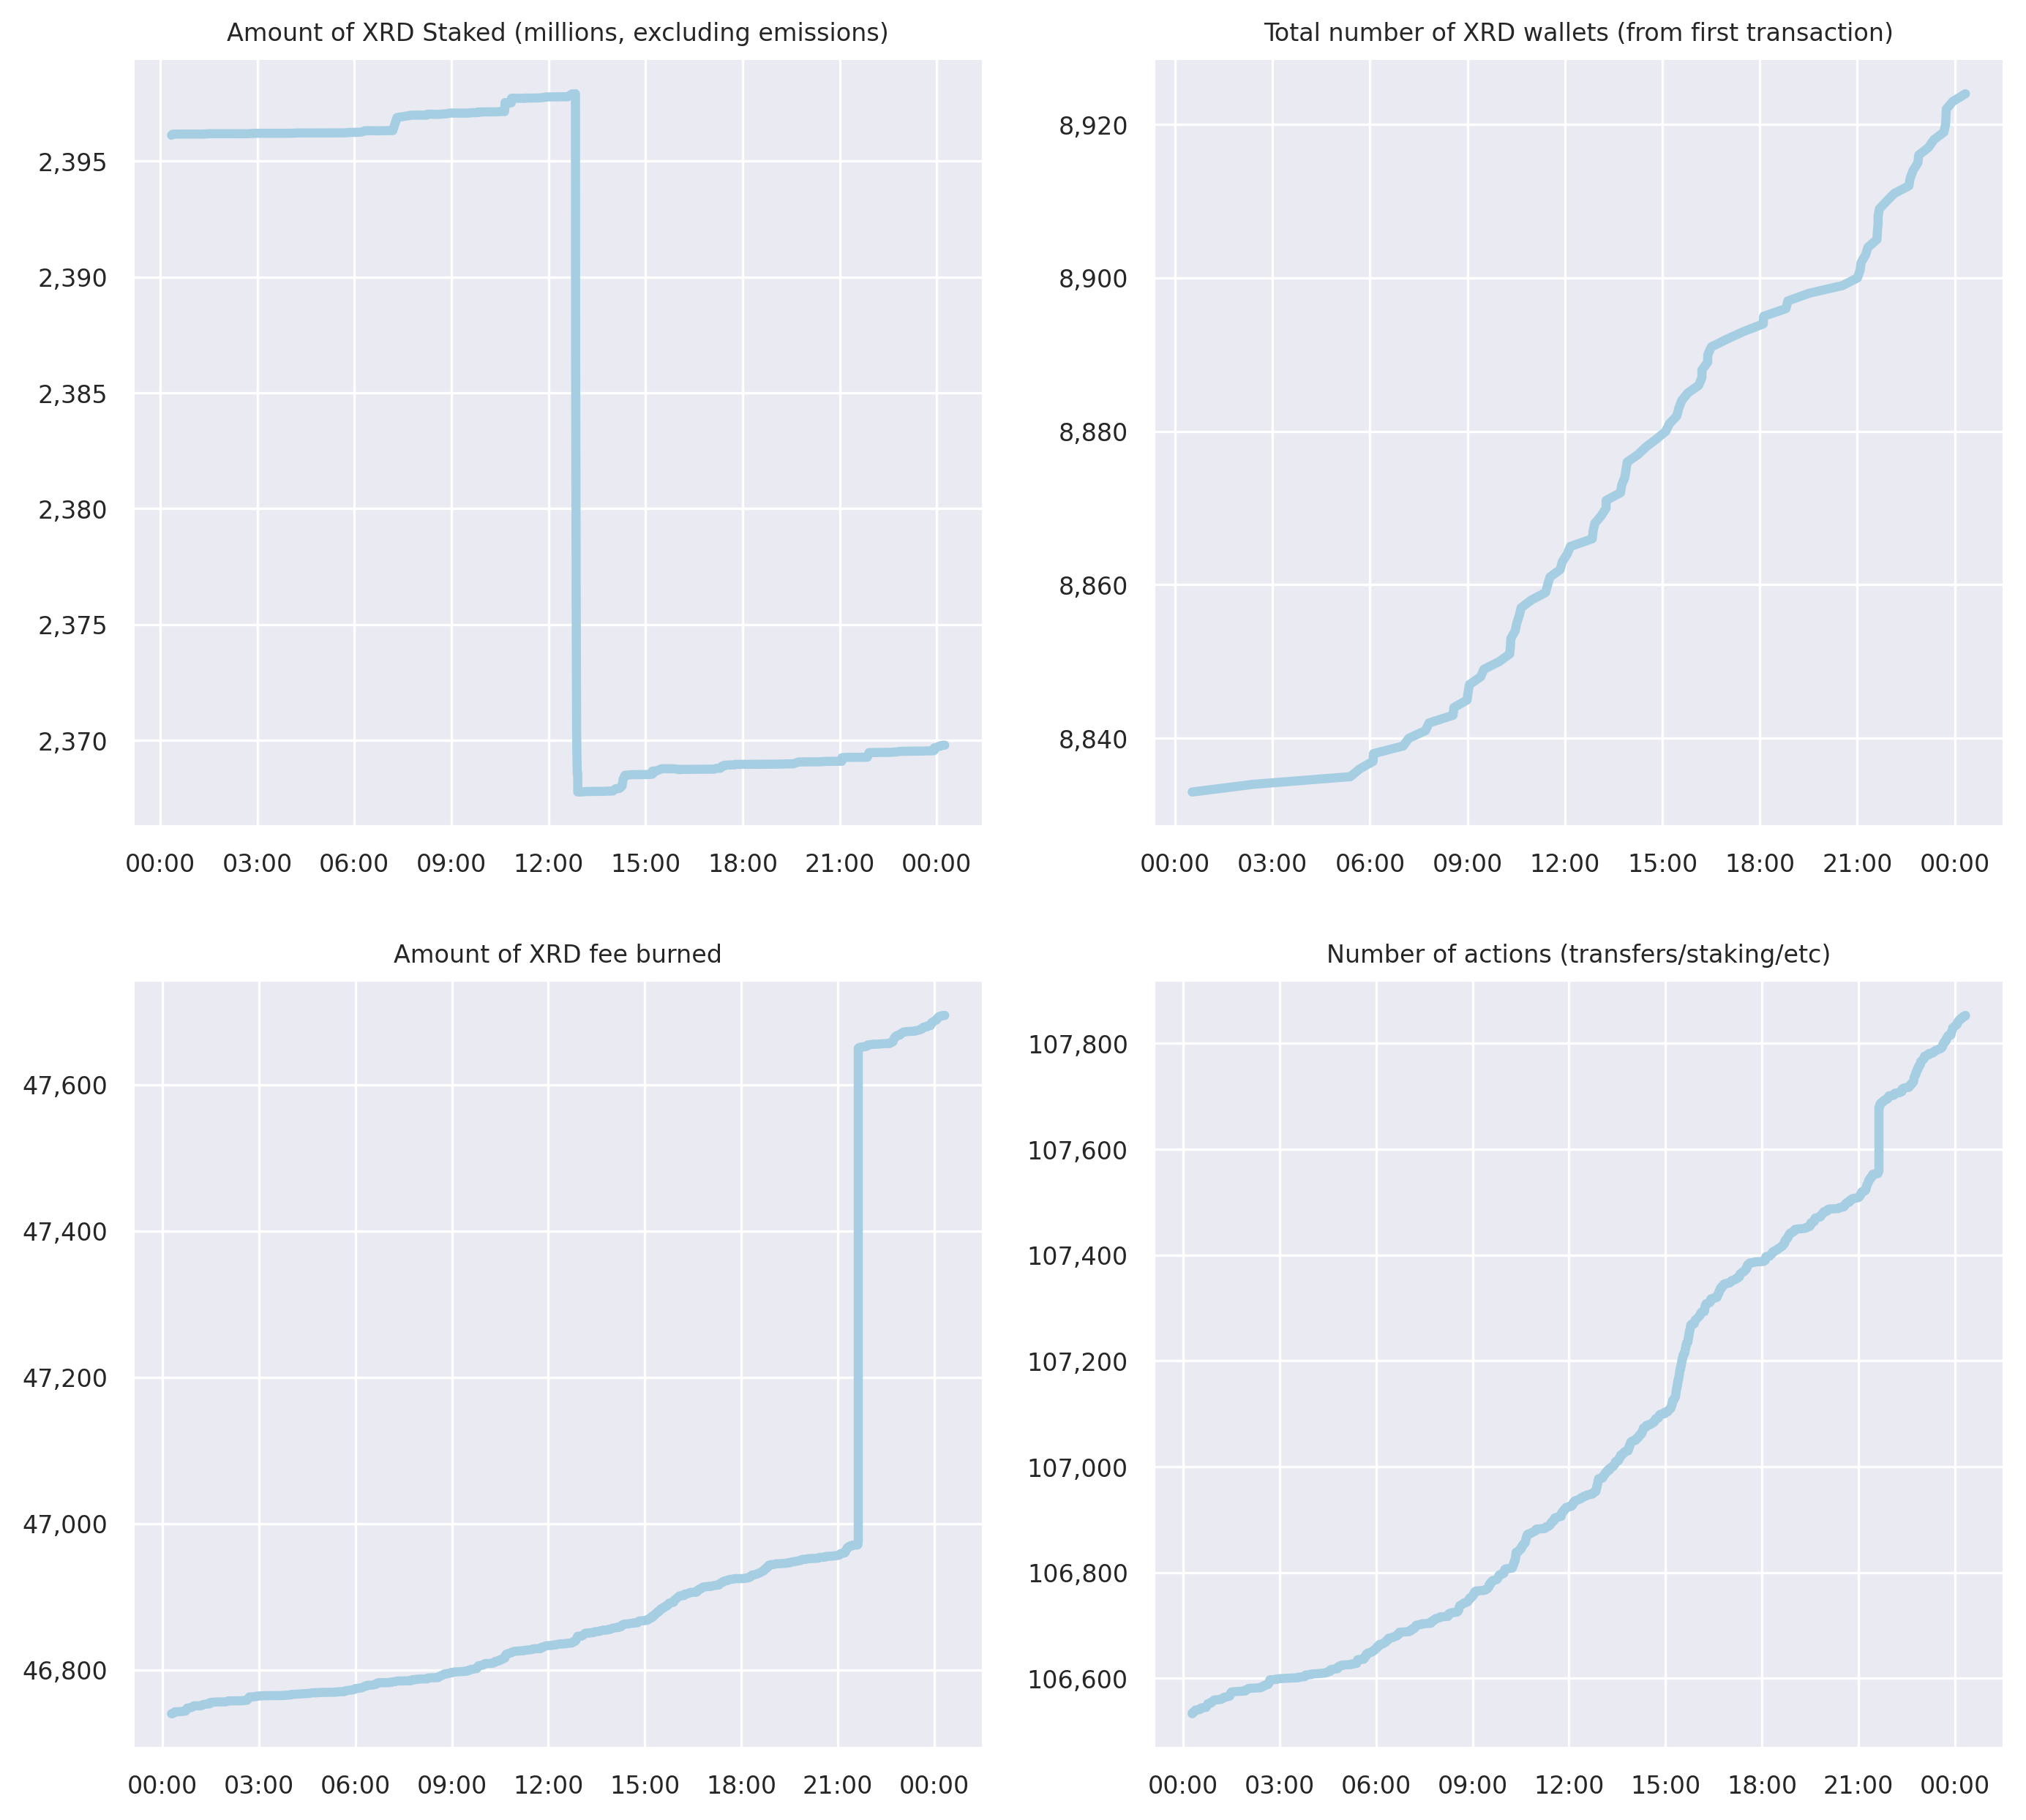 Amount of XRD Staked (millions, excluding emissions)
2,395
2,390
2,385
2,380
2,375
2,370
00:00 03:00 06:00 09:00 12:00 15:00 18:00 21:00 00:00
Total number of XRD wallets (from first transaction)
8,920
8,900
8,880
8,860
8,840
00:00 03:00 06:00 09:00 12:00 15:00 18:00 21:00 00:00
Amount of XRD fee burned
47,600
47,400
47,200
47,000
46,800
00:00 03:00 06:00 09:00 12:00 15:00 18:00 21:00 00:00
Number of actions (transfers/staking/etc)
107,800
107,600
107,400
107,200
107,000
106,800
106,600
00:00 03:00 06:00 09:00 12:00 15:00 18:00 21:00 00:00